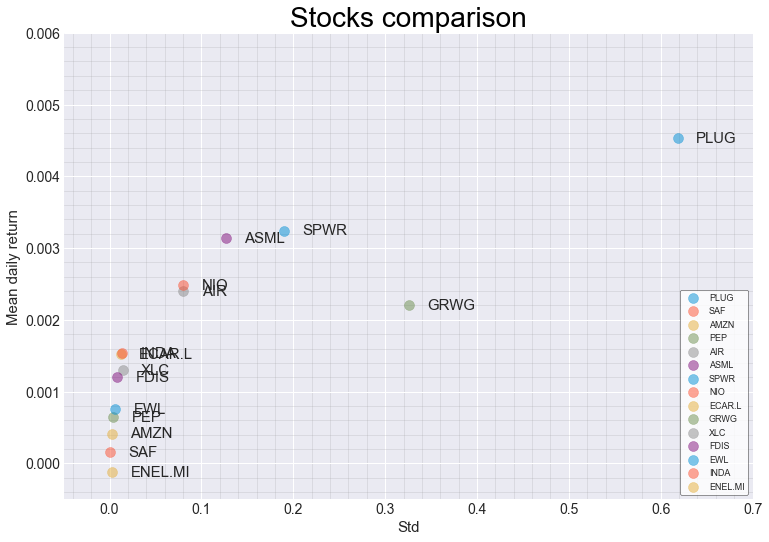 Stocks comparison
0.006
0.005
PLUG
0.004
SPWR
0.003
ASML
Mean daily return
NIO
AIR
GRWG
0.002
INDA
ECAR.L
XLC
FDIS
0.001
EWL
PEP
AMZN
SAF
0.000
ENEL.MI
PLUG
SAF
AMZN
PEP
AIR
ASML
SPWR
NIO
ECAR.L
GRWG
XLC
FDIS
EWL
INDA
ENEL.MI
0.0 0.1 0.2 0.3 0.4 0.5 0.6 0.7
Std